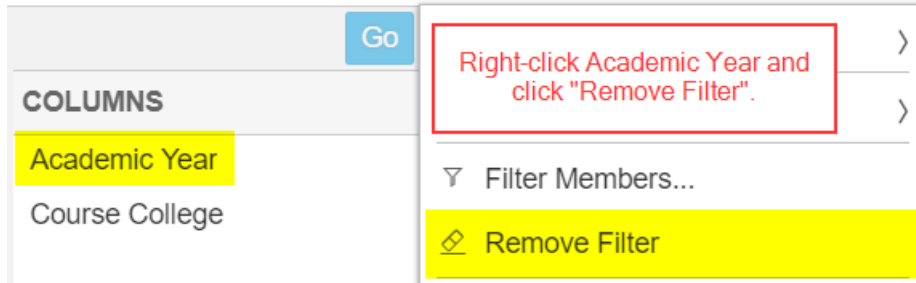 Go
COLUMNS
Academic Year
Course College
Right-click Academic Year and
click "Remove Filter".
Filter Members...
Remove Filter